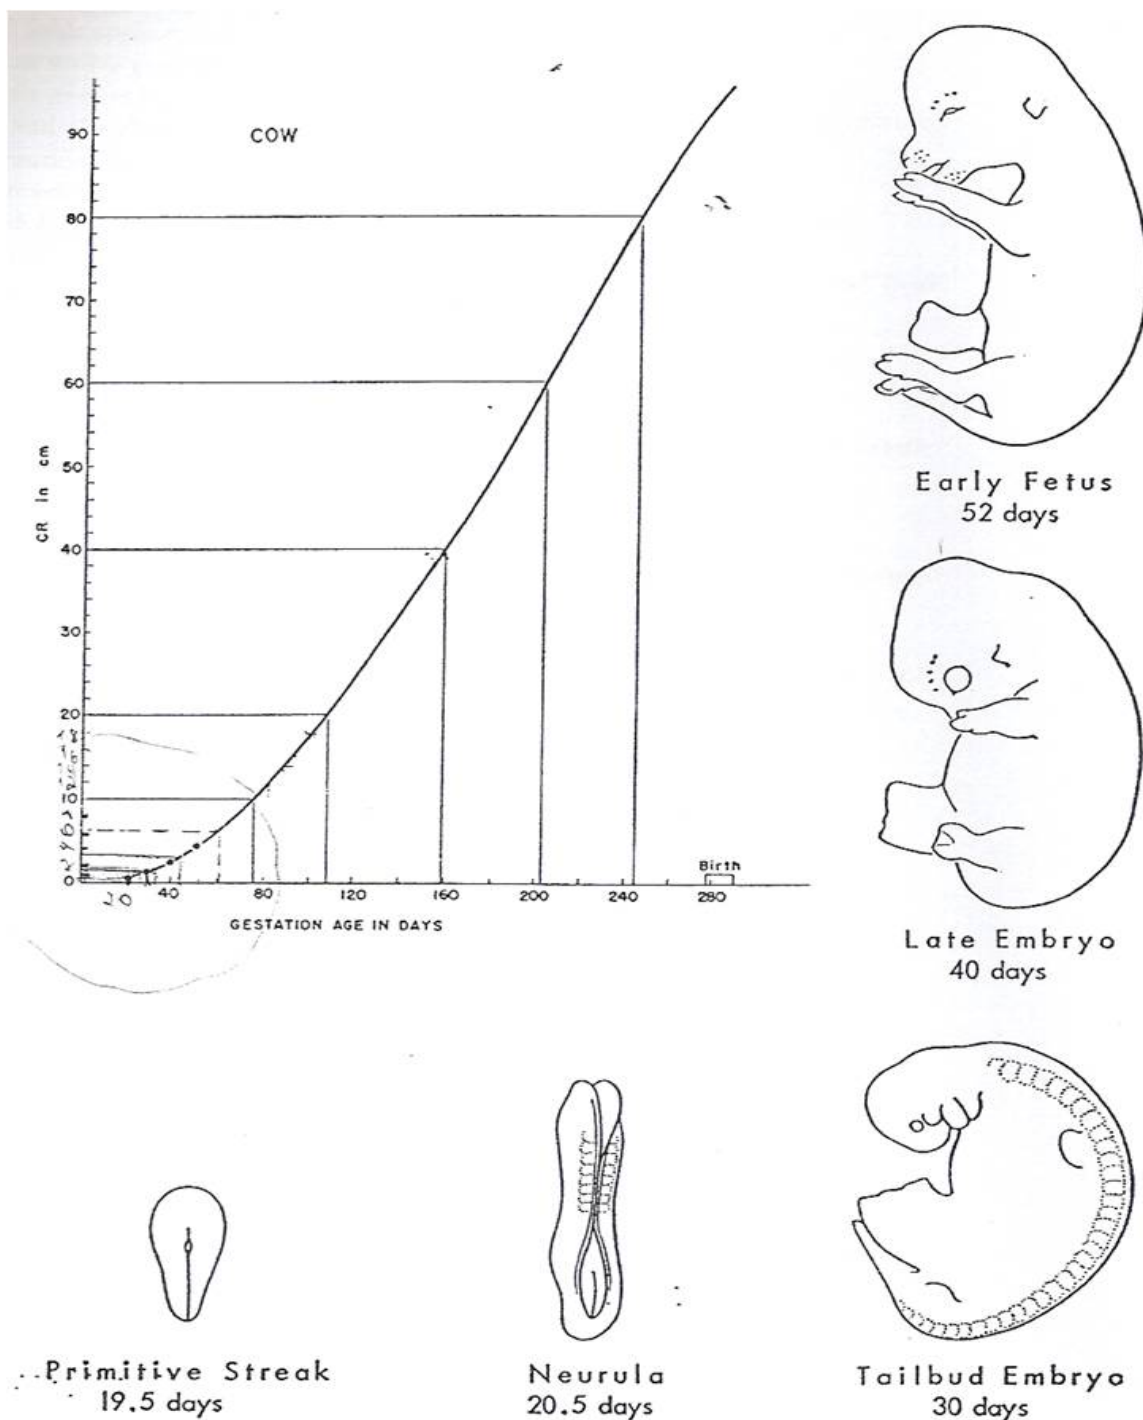 COW
90
80
70
60
50
40
30
20
10
0
CR in cm
40
80
120
160
200
240
280
Birth
GESTATION AGE IN DAYS
20
Early Fetus
52 days
Late Embryo
40 days
Primitive Streak
19.5 days
Neurula
20.5 days
Tailbud Embryo
30 days